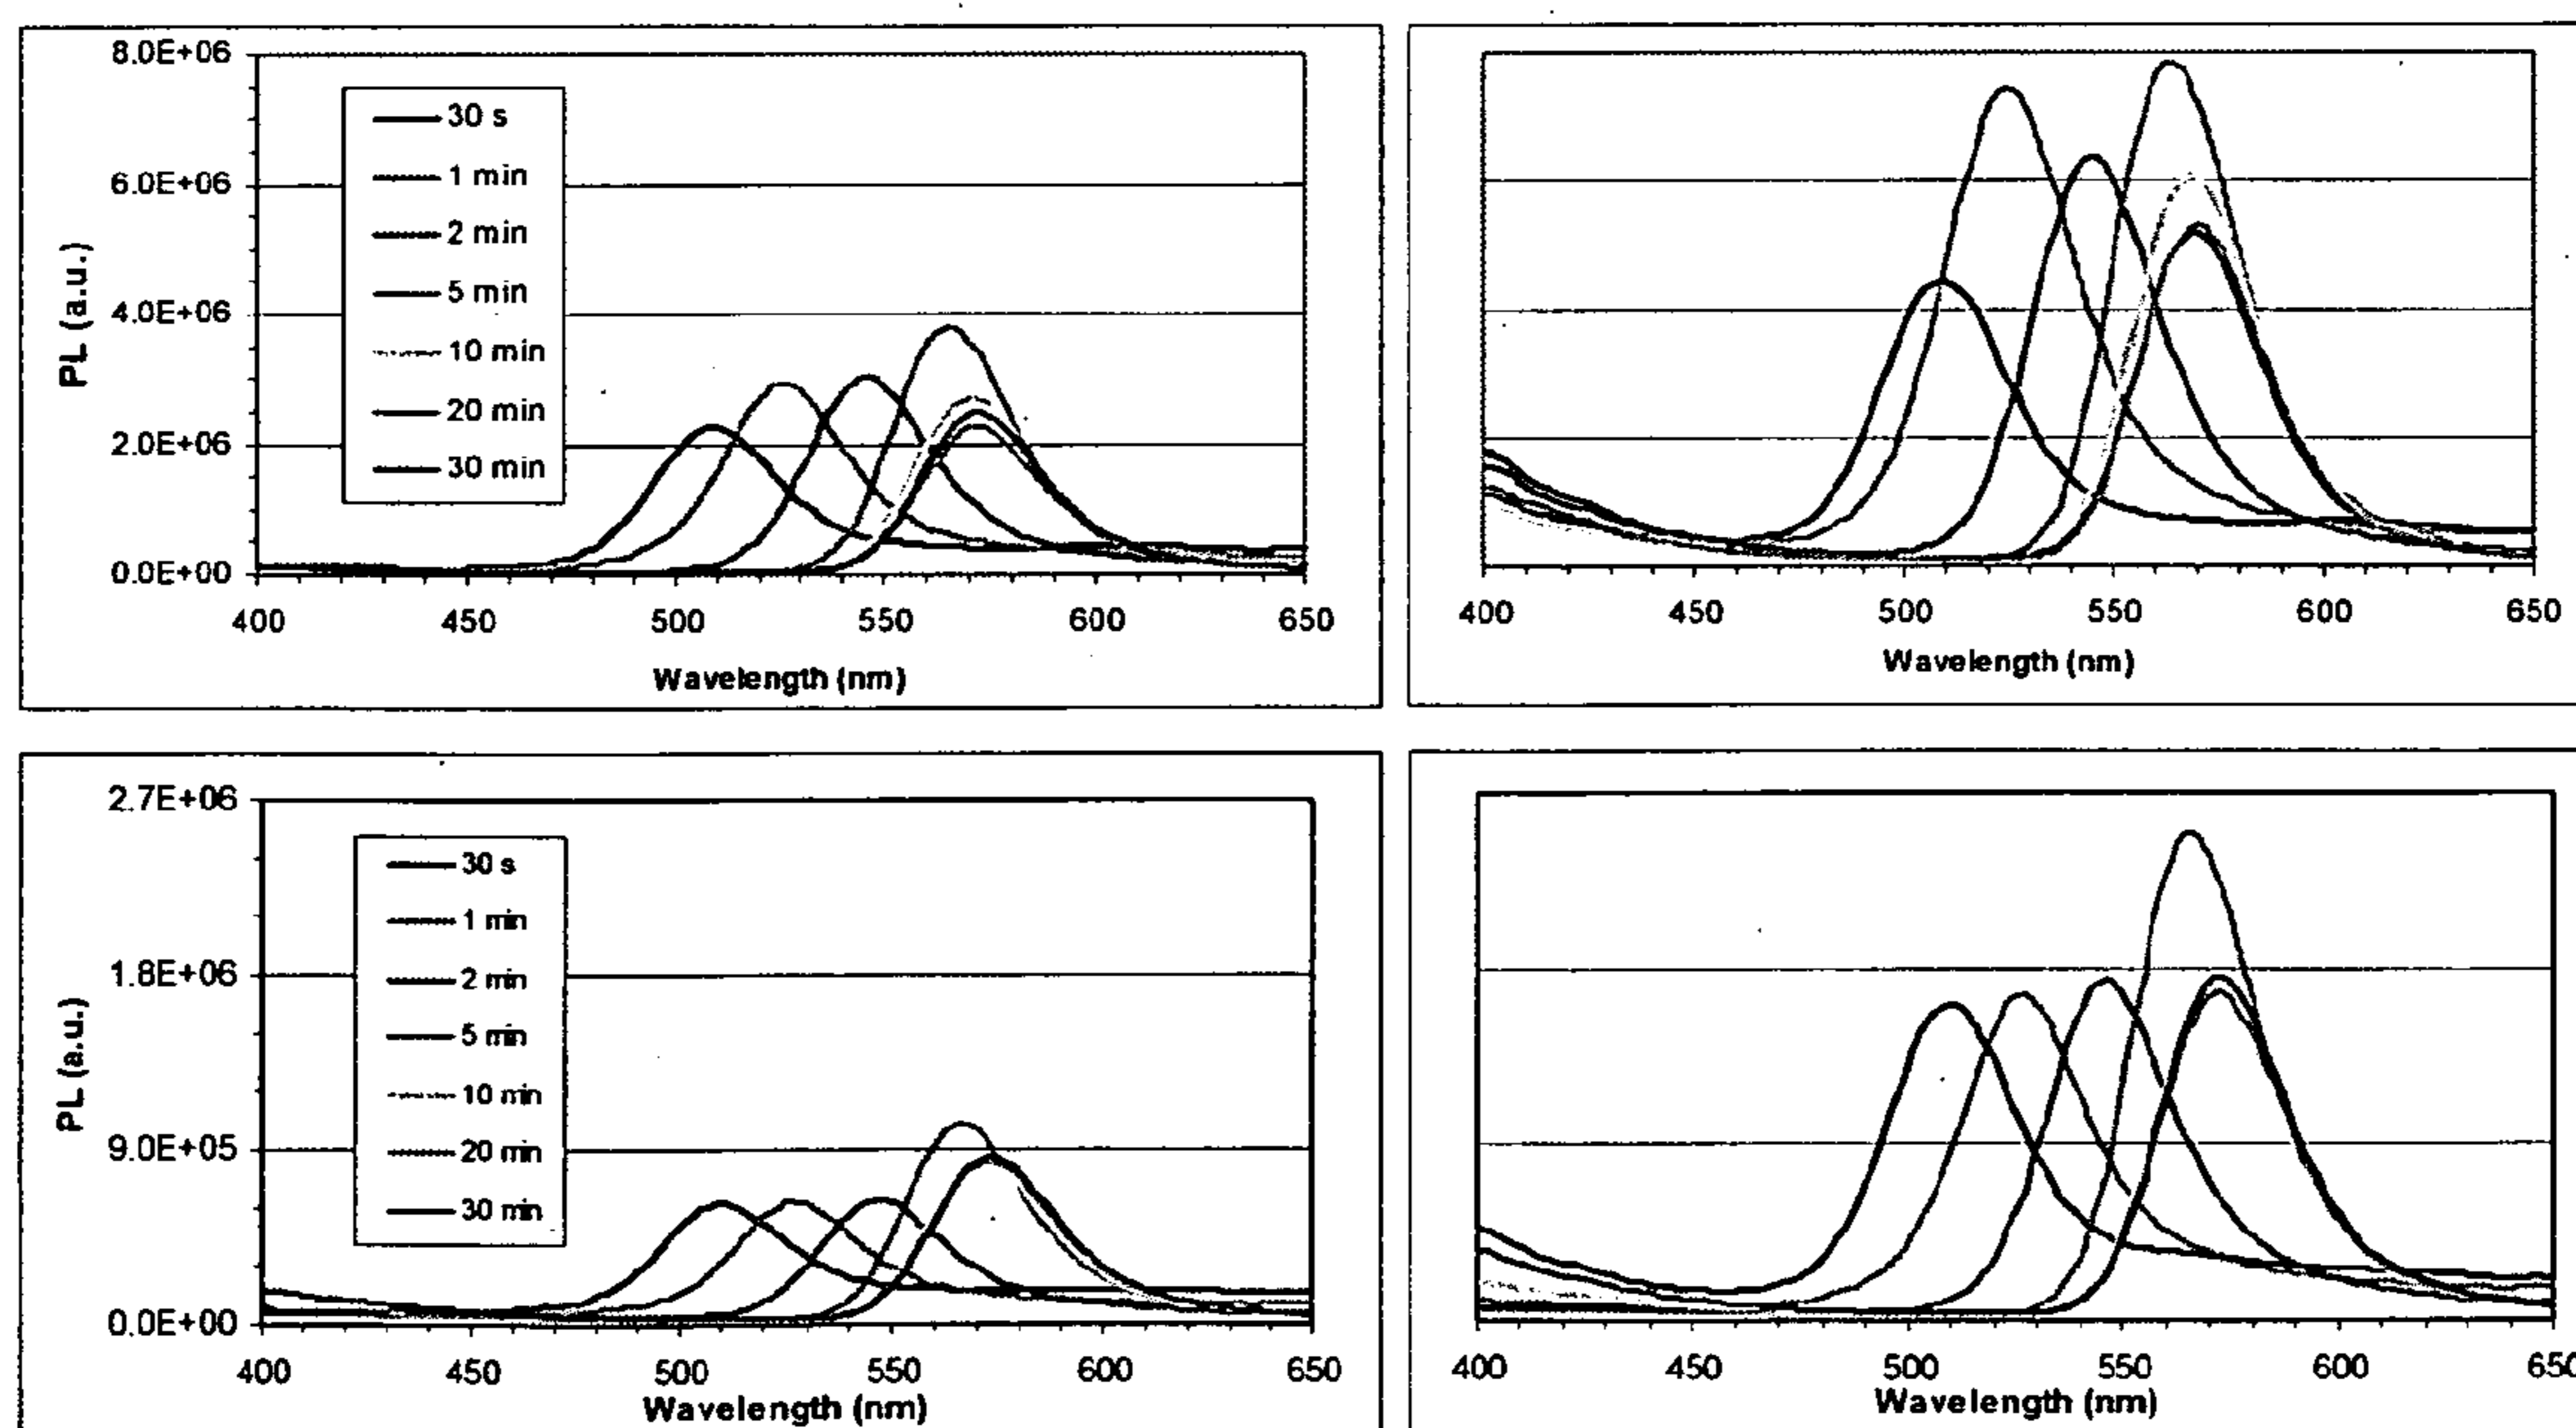 8.0E+06
6.0E+06
4.0E+06
2.0E+06
0.0E+00
PL (a.u.)
30 s
1 min
2 min
5 min
10 min
20 min
30 min
400 450 500 550 600 650
Wavelength (nm)
400 450 500 550 600 650
Wavelength (nm)
2.7E+06
1.8E+06
9.0E+05
0.0E+00
PL (a.u.)
30 s
1 min
2 min
5 min
10 min
20 min
30 min
400 450 500 550 600 650
Wavelength (nm)
400 450 500 550 600 650
Wavelength (nm)